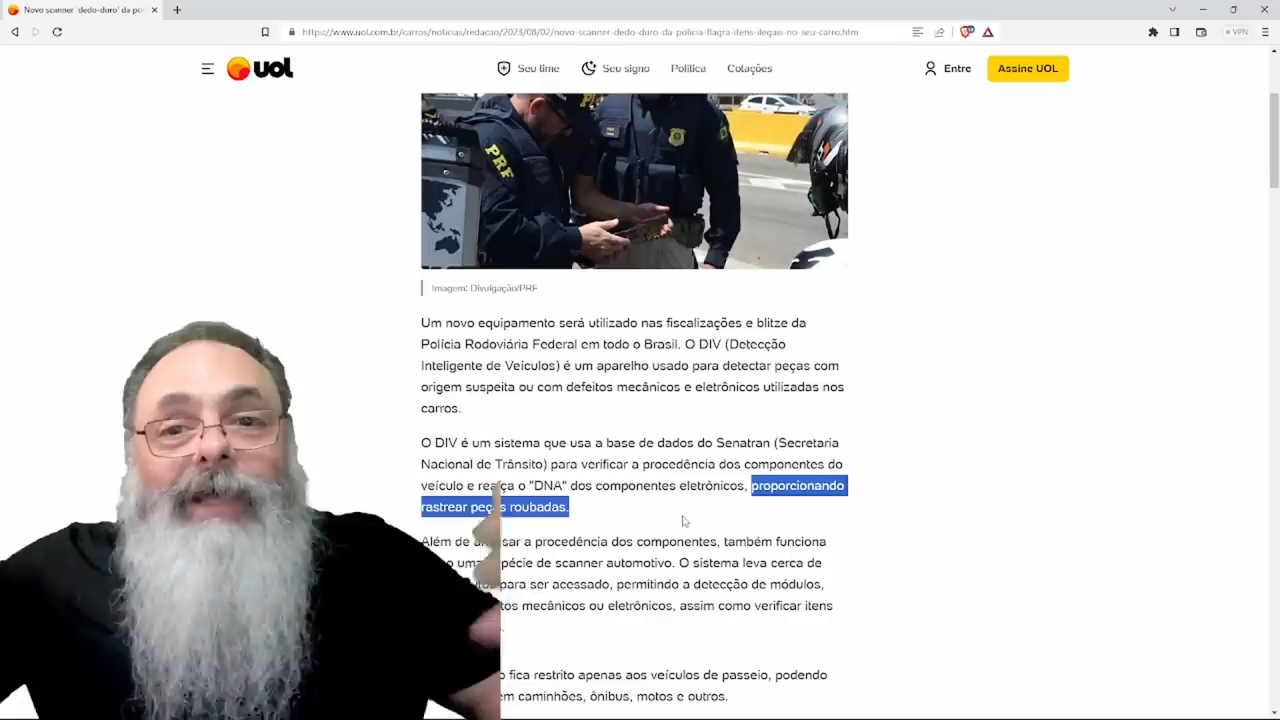 Novo scanner 'dedo-duro' da po
https://www.uol.com.br/carros/noticias/redacao/2023/08/02/novo-scanner-dedo-duro-da-policia-flagra-itens-ilegais-no-seu-carro.htm
VPN
UOL
Seu time
Seu signo
Política
Cotações
Entre
Assine UOL
PRF
Imagem: Divulgação/PRF
Um novo equipamento será utilizado nas fiscalizações e blitze da
Polícia Rodoviária Federal em todo o Brasil. O DIV (Detecção
Inteligente de Veículos) é um aparelho usado para detectar peças com
origem suspeita ou com defeitos mecânicos e eletrônicos utilizadas nos
carros.
O DIV é um sistema que usa a base de dados do Senatran (Secretaria
Nacional de Trânsito) para verificar a procedência dos componentes do
veículo e realça o "DNA" dos componentes eletrônicos, proporcionando
rastrear peças roubadas.
Além de a procedência dos componentes, também funciona
scanner automotivo. O sistema leva cerca de
para ser acessado, permitindo a detecção de módulos,
mecânicos ou eletrônicos, assim como verificar itens
fica restrito apenas aos veículos de passeio, podendo
caminhões, ônibus, motos e outros.